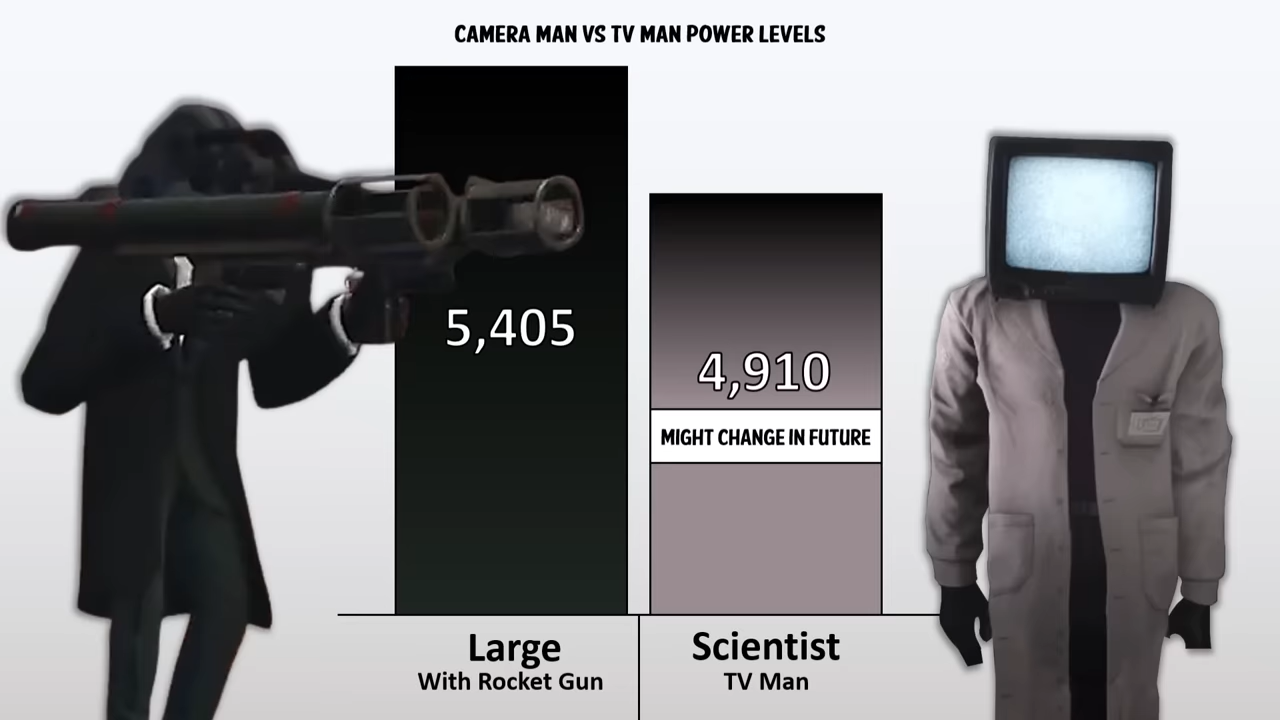 CAMERA MAN VS TV MAN POWER LEVELS
5,405
4,910
MIGHT CHANGE IN FUTURE
Large
With Rocket Gun
Scientist
TV Man